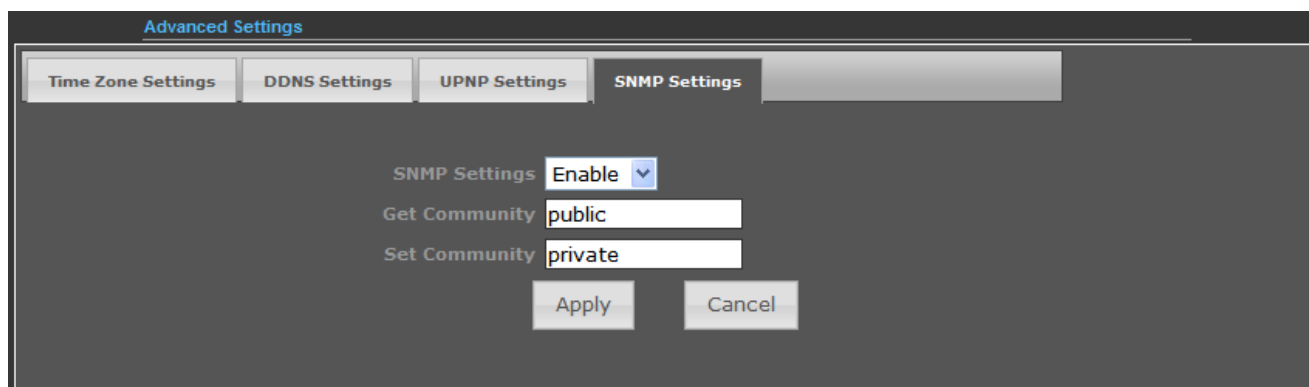 Advanced Settings
Time Zone Settings DDNS Settings UPNP Settings SNMP Settings
SNMP Settings Enable
Get Community public
Set Community private
Apply Cancel